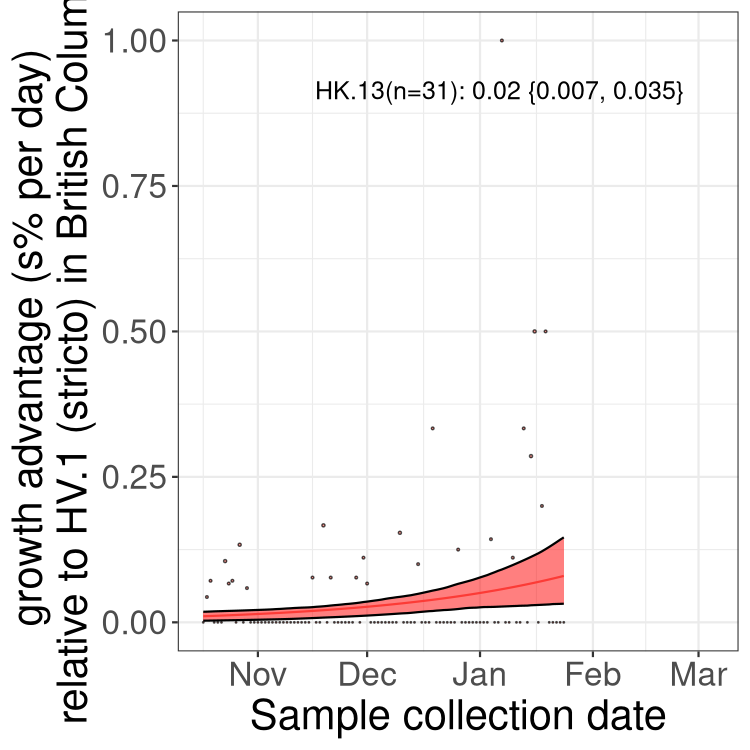 growth advantage (s% per day)
relative to HV.1 (stricto) in British Colum
1.00
0.75
0.50
0.25
0.00
HK.13(n=31): 0.02 {0.007, 0.035}
Nov Dec Jan Feb Mar
Sample collection date